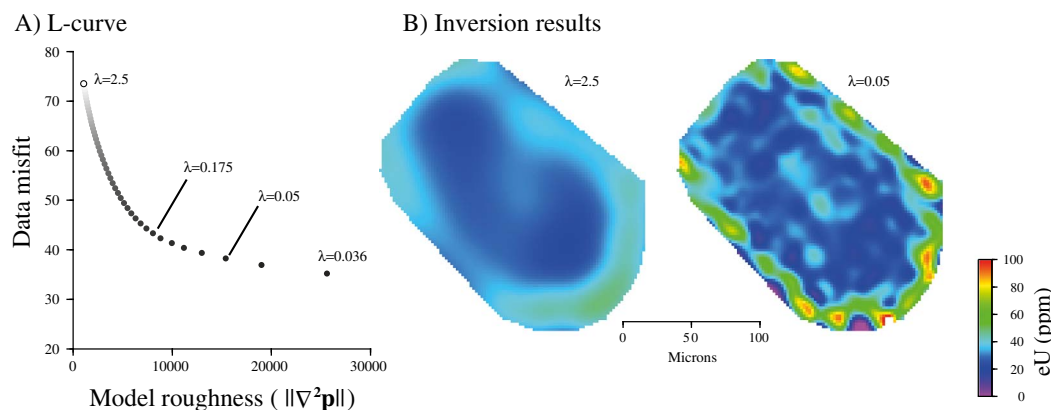 A) L-curve
B) Inversion results
80
70
60
50
40
30
20
Data misfit
λ=2.5
λ=0.175
λ=0.05
λ=0.036
0
10000
20000
30000
Model roughness ( ||∇²p||)
λ=2.5
λ=0.05
0
50
100
Microns
100
80
60
40
20
0
eU (ppm)